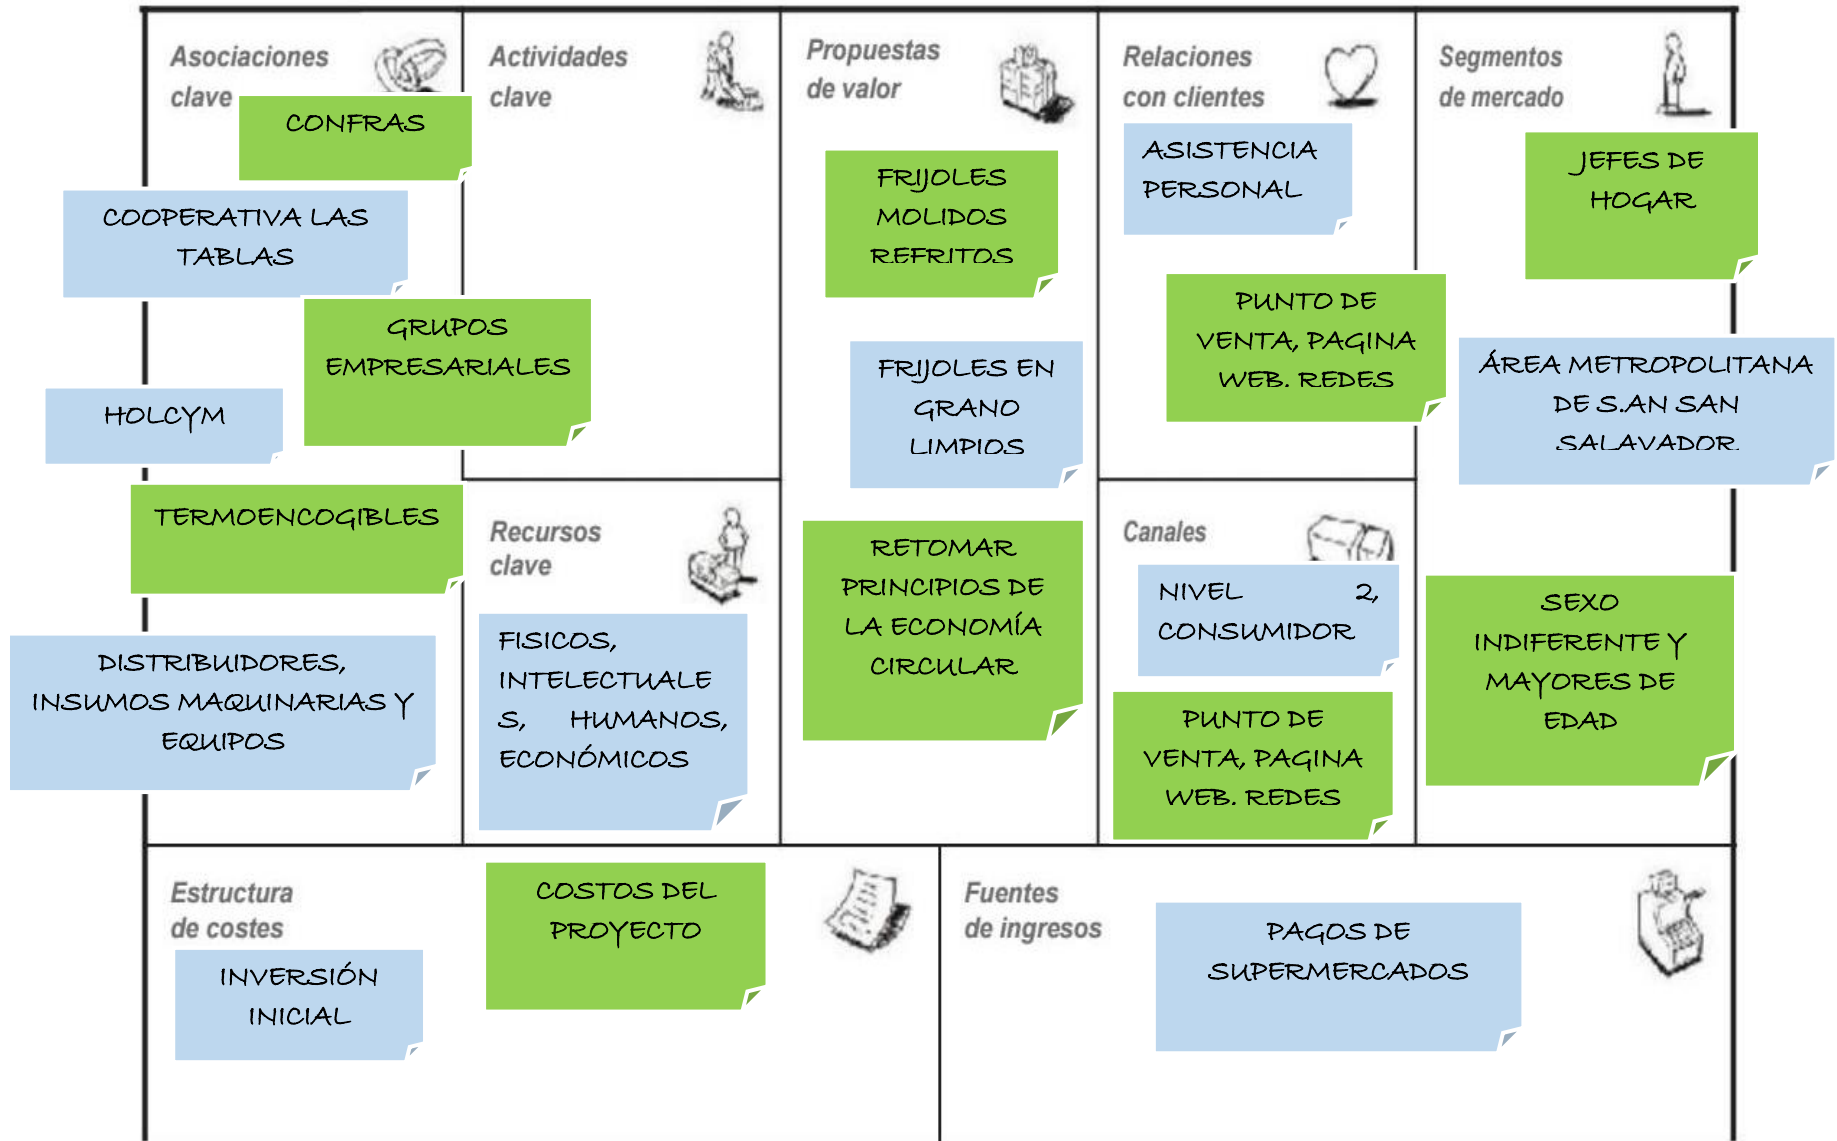 Asociaciones
clave
CONFRAS
COOPERATIVA LAS
TABLAS
GRUPOS
EMPRESARIALES
HOLCYM
TERMOENCOGIBLES
DISTRIBUIDORES,
INSUMOS MAQUINARIAS Y
EQUIPOS
Actividades
clave
Recursos
clave
FISICOS,
INTELECTUALE
S, HUMANOS,
ECONÓMICOS
Propuestas
de valor
FRIJOLES
MOLIDOS
REFRITOS
FRIJOLES EN
GRANO
LIMPIOS
RETOMAR
PRINCIPIOS DE
LA ECONOMÍA
CIRCULAR
Relaciones
con clientes
ASISTENCIA
PERSONAL
PUNTO DE
VENTA, PAGINA
WEB. REDES
Canales
NIVEL 2,
CONSUMIDOR
PUNTO DE
VENTA, PAGINA
WEB. REDES
Segmentos
de mercado
JEFES DE
HOGAR
ÁREA METROPOLITANA
DE S.AN SAN
SALAVADOR.
SEXO
INDIFERENTE Y
MAYORES DE
EDAD
Estructura
de costes
COSTOS DEL
PROYECTO
INVERSIÓN
INICIAL
Fuentes
de ingresos
PAGOS DE
SUPERMERCADOS